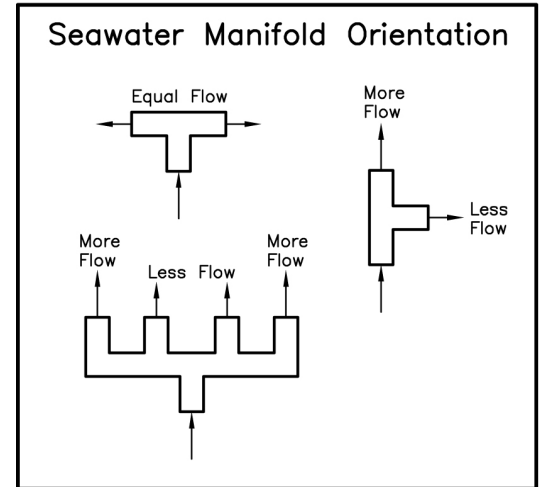 Seawater Manifold Orientation
Equal Flow
More
Flow
Less
Flow
More
Flow
Less Flow
More
Flow